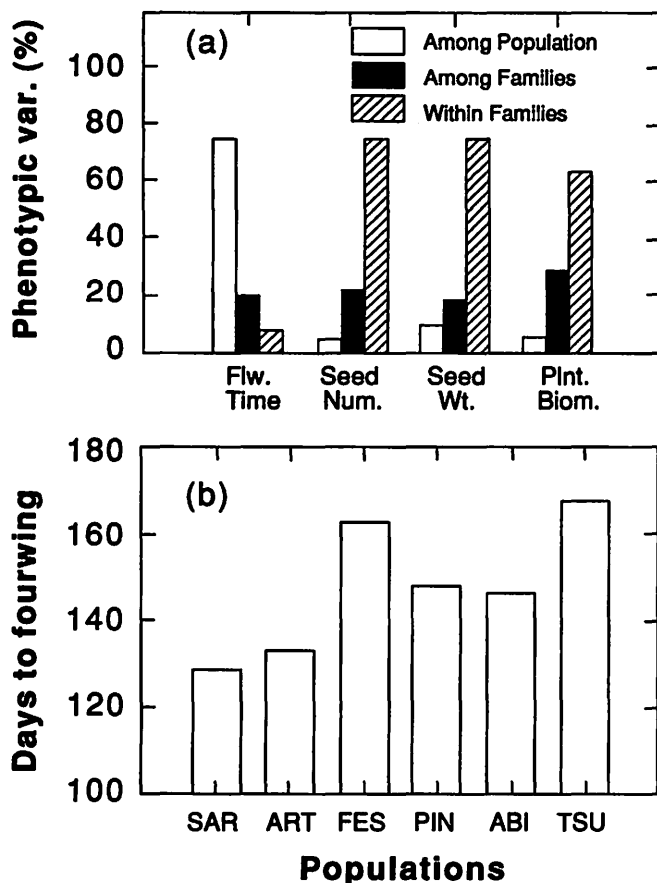 (a)
Among Population
Among Families
Within Families
Phenotypic var. (%)
100
80
60
40
20
0
Flw. Time
Seed Num.
Seed Wt.
Plnt. Biom.
(b)
Days to fourwing
180
160
140
120
100
SAR ART FES PIN ABI TSU
Populations